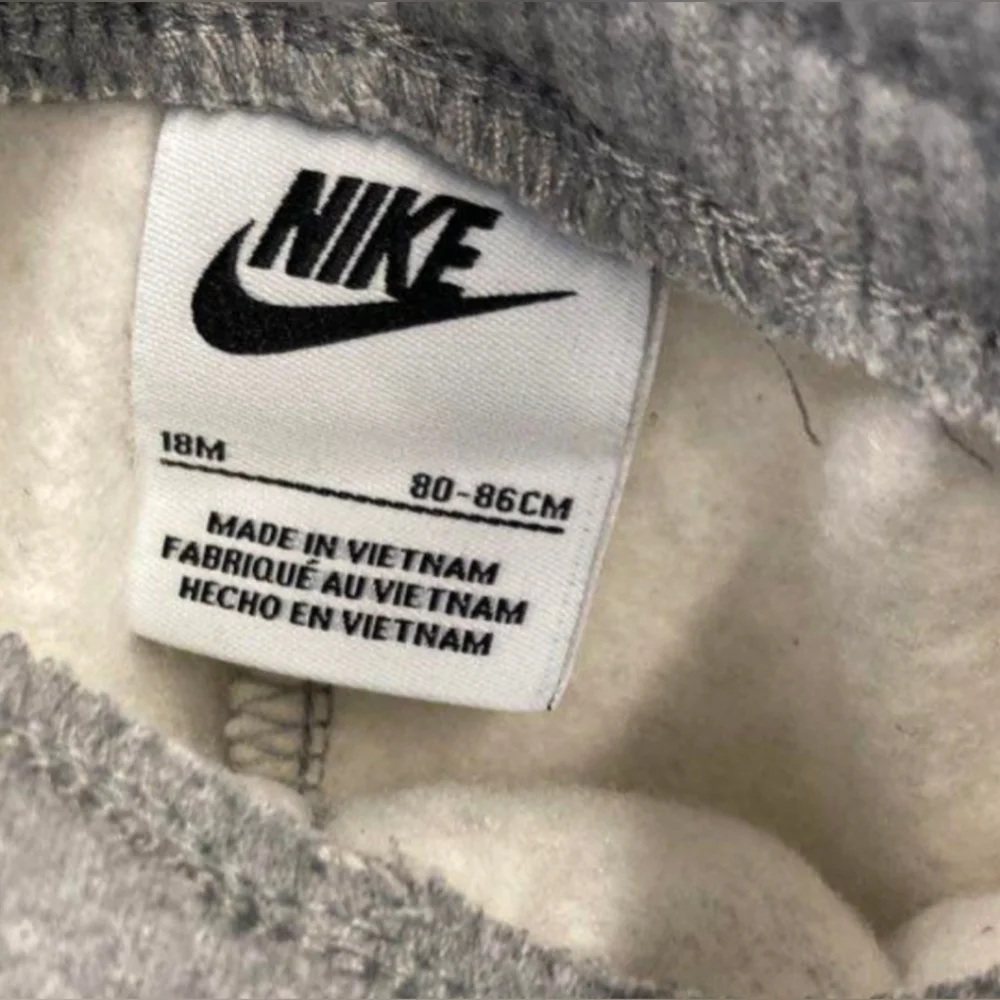 NIKE
18M
80-86CM
MADE IN VIETNAM
FABRIQUÉ AU VIETNAM
HECHO EN VIETNAM